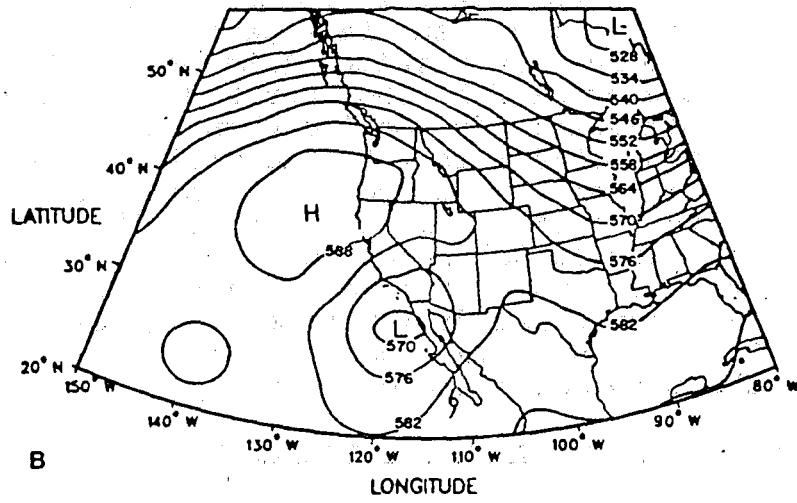 L
50° N
528
534
540
546
40° N
552
558
564
LATITUDE
H
570
588
576
30° N
L
582
570
20° N
576
150° W
80° W
582
140° W
90° W
130° W
100° W
120° W
110° W
B
LONGITUDE